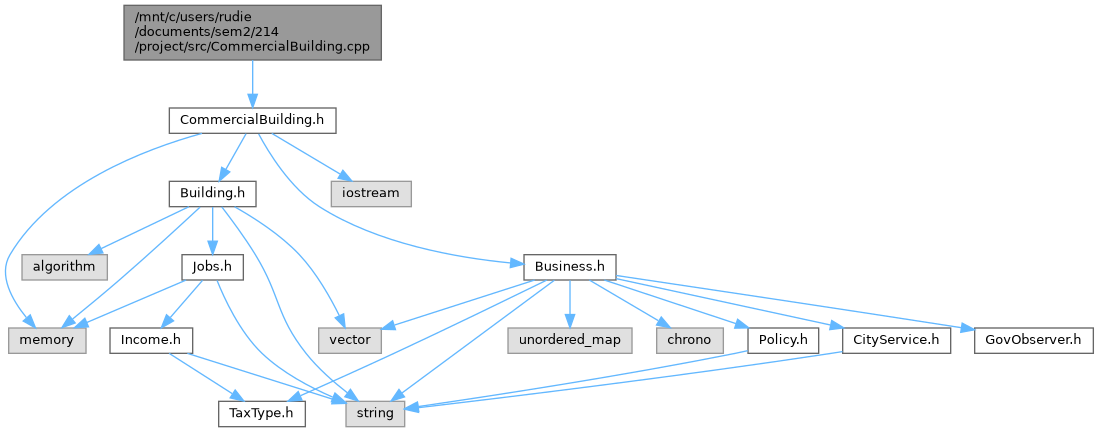 /mnt/c/users/rudie
/documents/sem2/214
/project/src/CommercialBuilding.cpp
CommercialBuilding.h
Building.h
iostream
algorithm
Jobs.h
Business.h
memory
Income.h
vector
unordered_map
chrono
Policy.h
CityService.h
GovObserver.h
TaxType.h
string